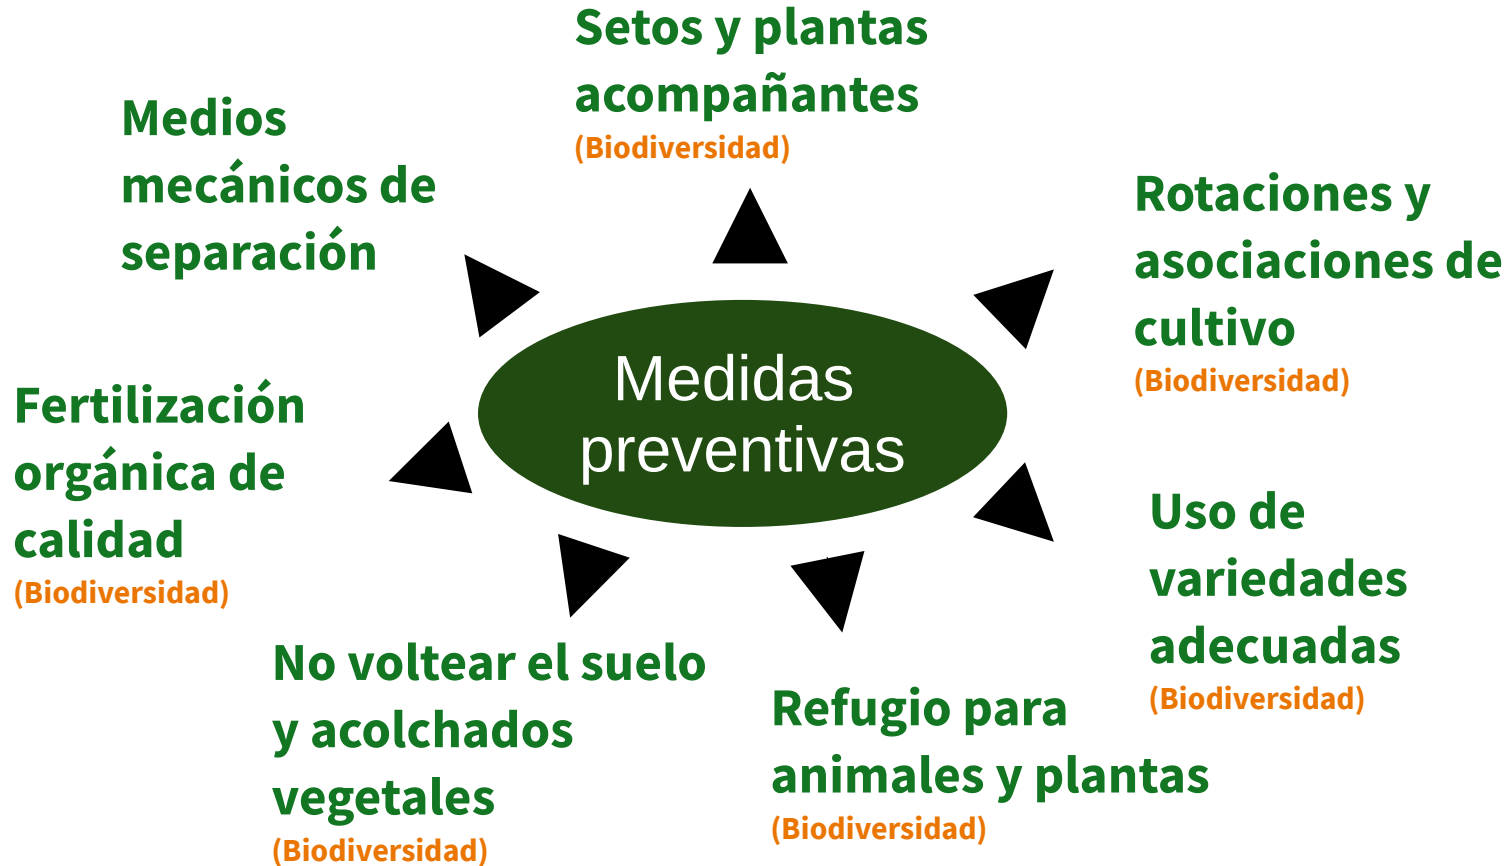 Setos y plantas
acompañantes
(Biodiversidad)
Medios
mecánicos de
separación
Rotaciones y
asociaciones de
cultivo
(Biodiversidad)
Medidas
preventivas
Fertilización
orgánica de
calidad
(Biodiversidad)
Uso de
variedades
adecuadas
(Biodiversidad)
No voltear el suelo
y acolchados
vegetales
(Biodiversidad)
Refugio para
animales y plantas
(Biodiversidad)